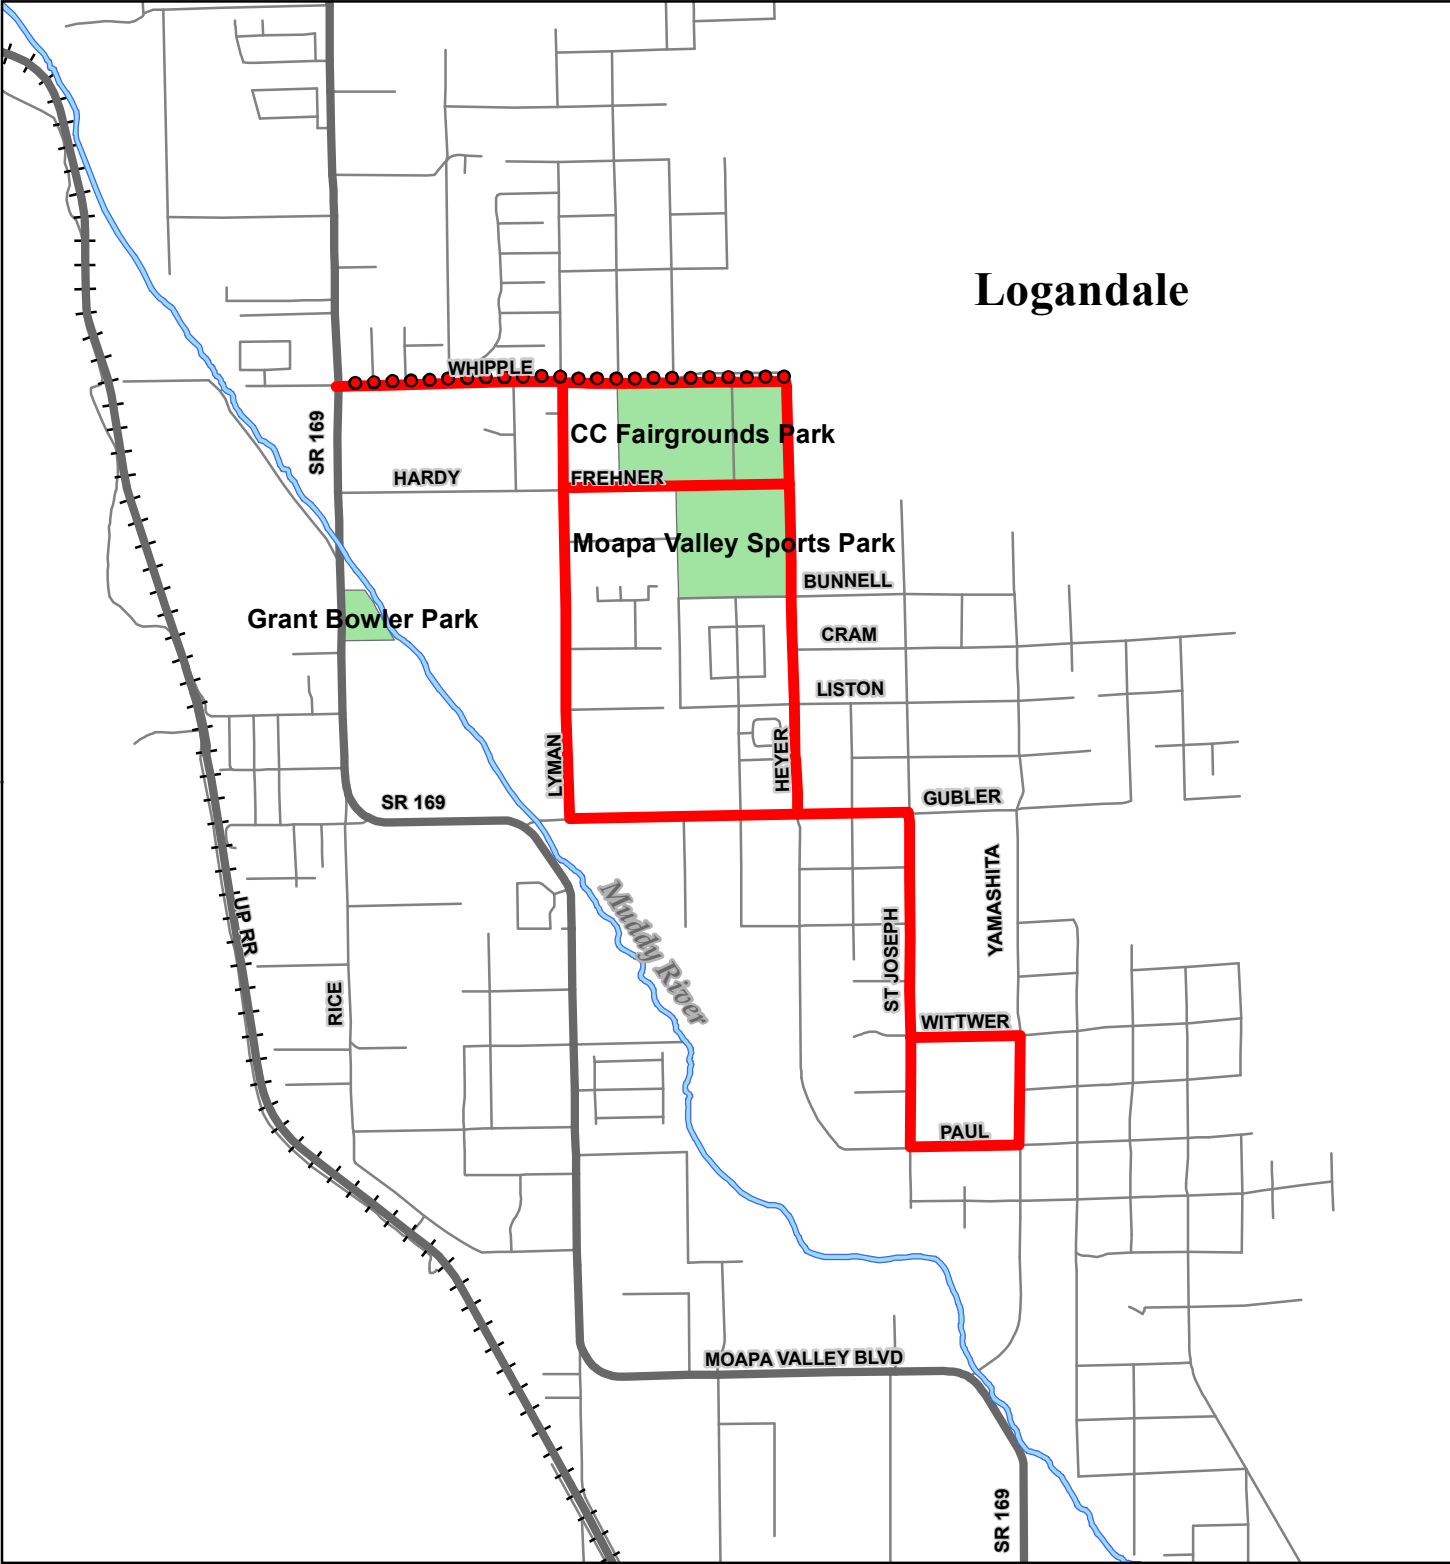 Logandale
WHIPPLE
SR 169
CC Fairgrounds Park
HARDY
FREHNER
Moapa Valley Sports Park
BUNNELL
Grant Bowler Park
CRAM
LISTON
LYMAN
HEYER
SR 169
GUBLER
YAMASHITA
Muddy River
UP RR
ST JOSEPH
RICE
WITTWER
PAUL
MOAPA VALLEY BLVD
SR 169